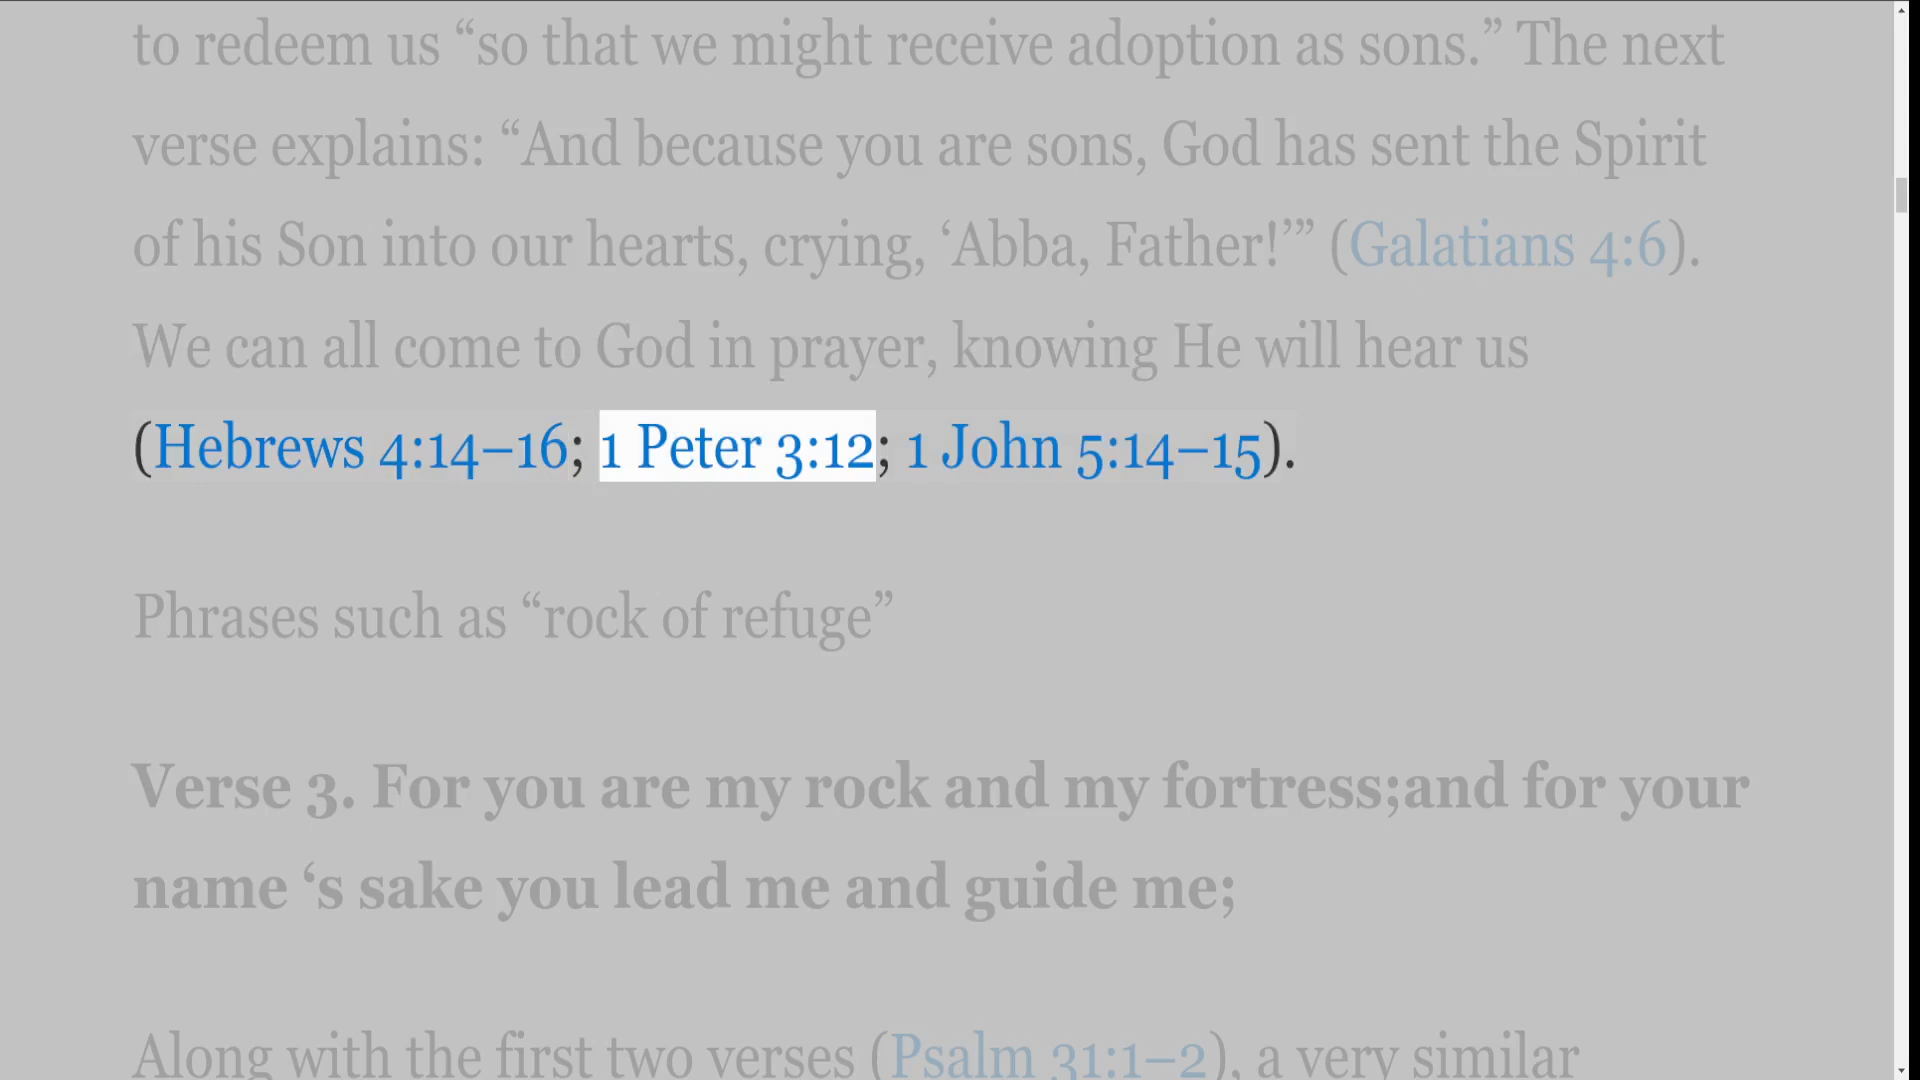 to redeem us “so that we might receive adoption as sons.” The next
verse explains: “And because you are sons, God has sent the Spirit
of his Son into our hearts, crying, ‘Abba, Father!’” (Galatians 4:6).
We can all come to God in prayer, knowing He will hear us
(Hebrews 4:14–16; 1 Peter 3:12; 1 John 5:14–15).
Phrases such as “rock of refuge”
Verse 3. For you are my rock and my fortress;and for your
name ‘s sake you lead me and guide me;
Along with the first two verses (Psalm 31:1–2), a very similar